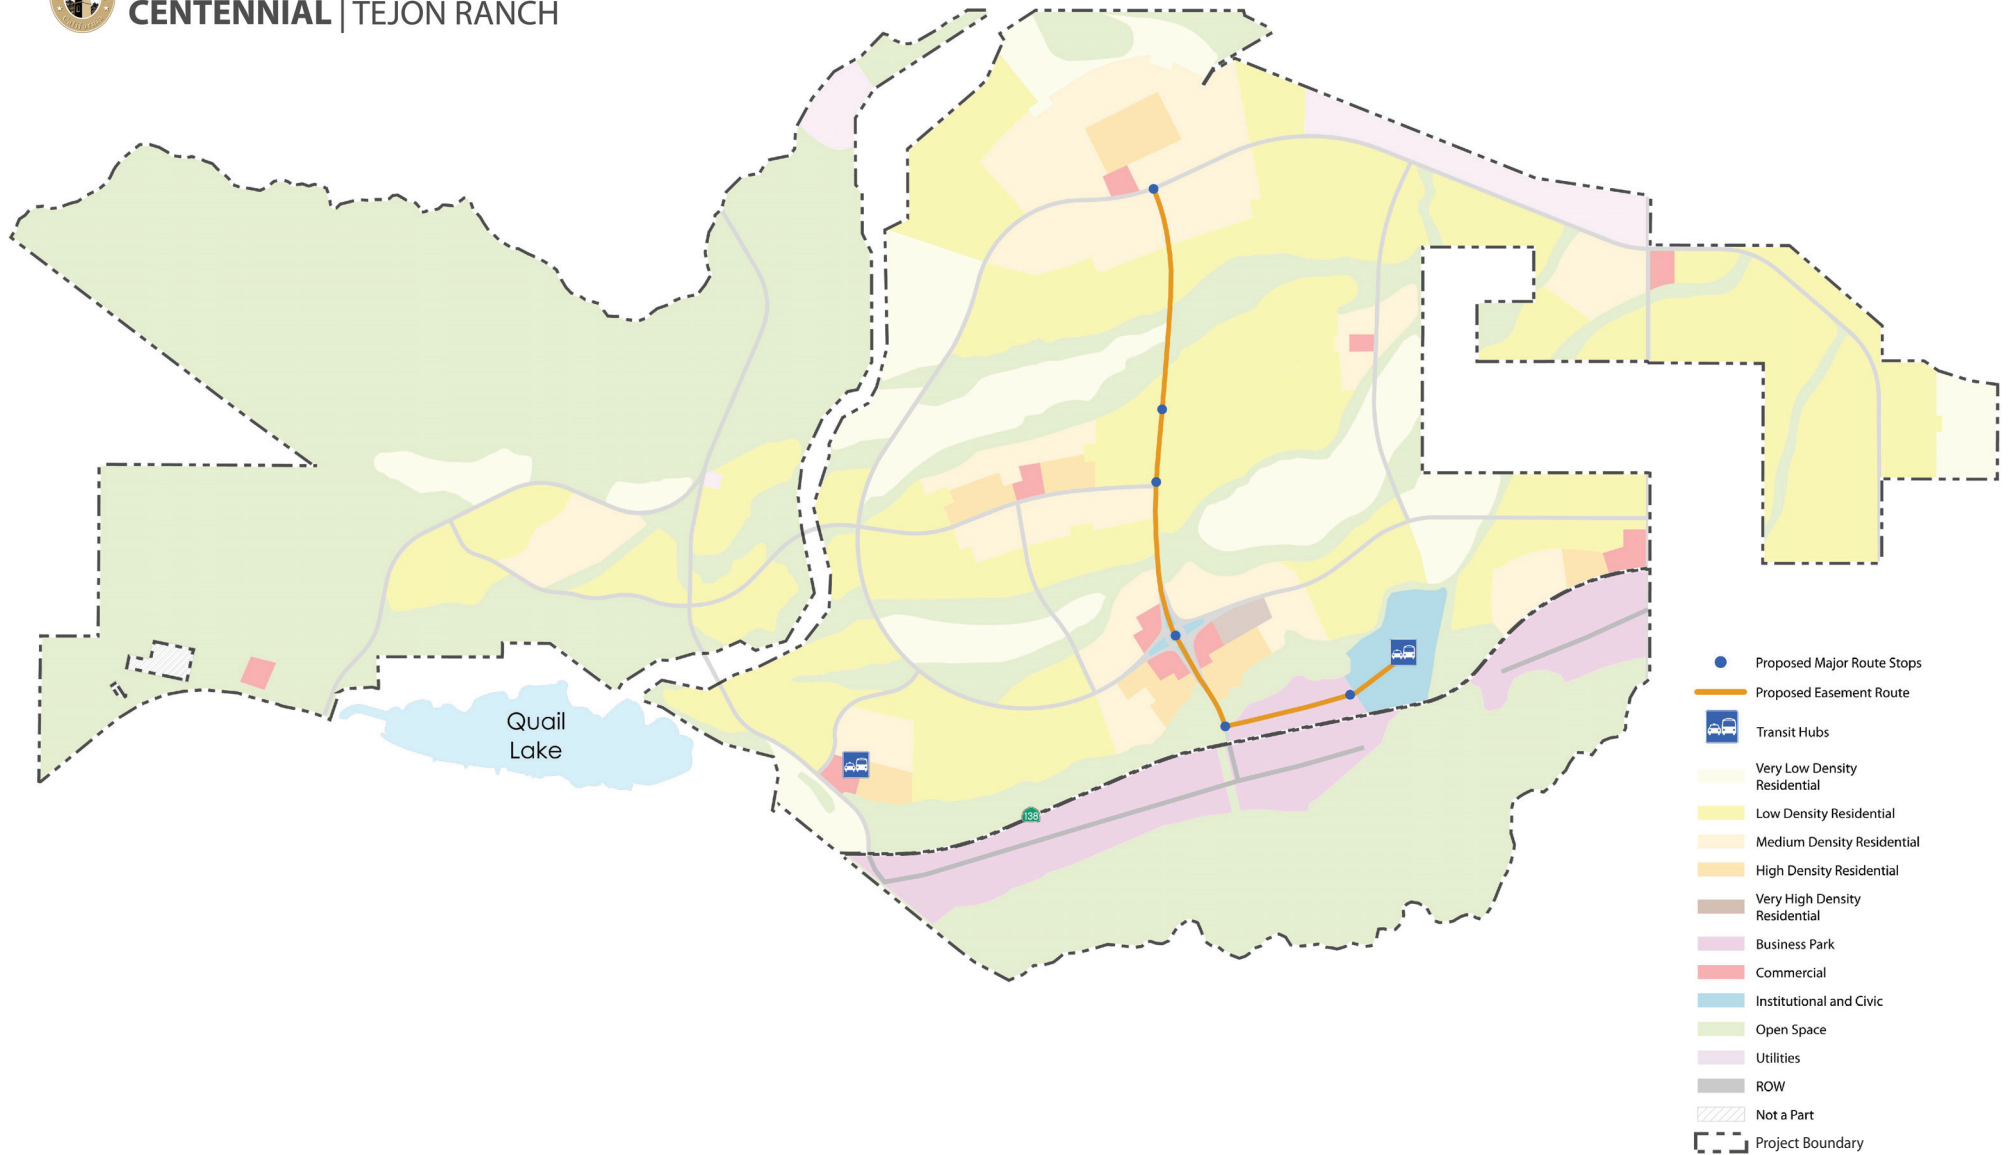 CENTENNIAL | TEJON RANCH
Quail
Lake
138
Proposed Major Route Stops
Proposed Easement Route
Transit Hubs
Very Low Density
Residential
Low Density Residential
Medium Density Residential
High Density Residential
Very High Density
Residential
Business Park
Commercial
Institutional and Civic
Open Space
Utilities
ROW
Not a Part
Project Boundary